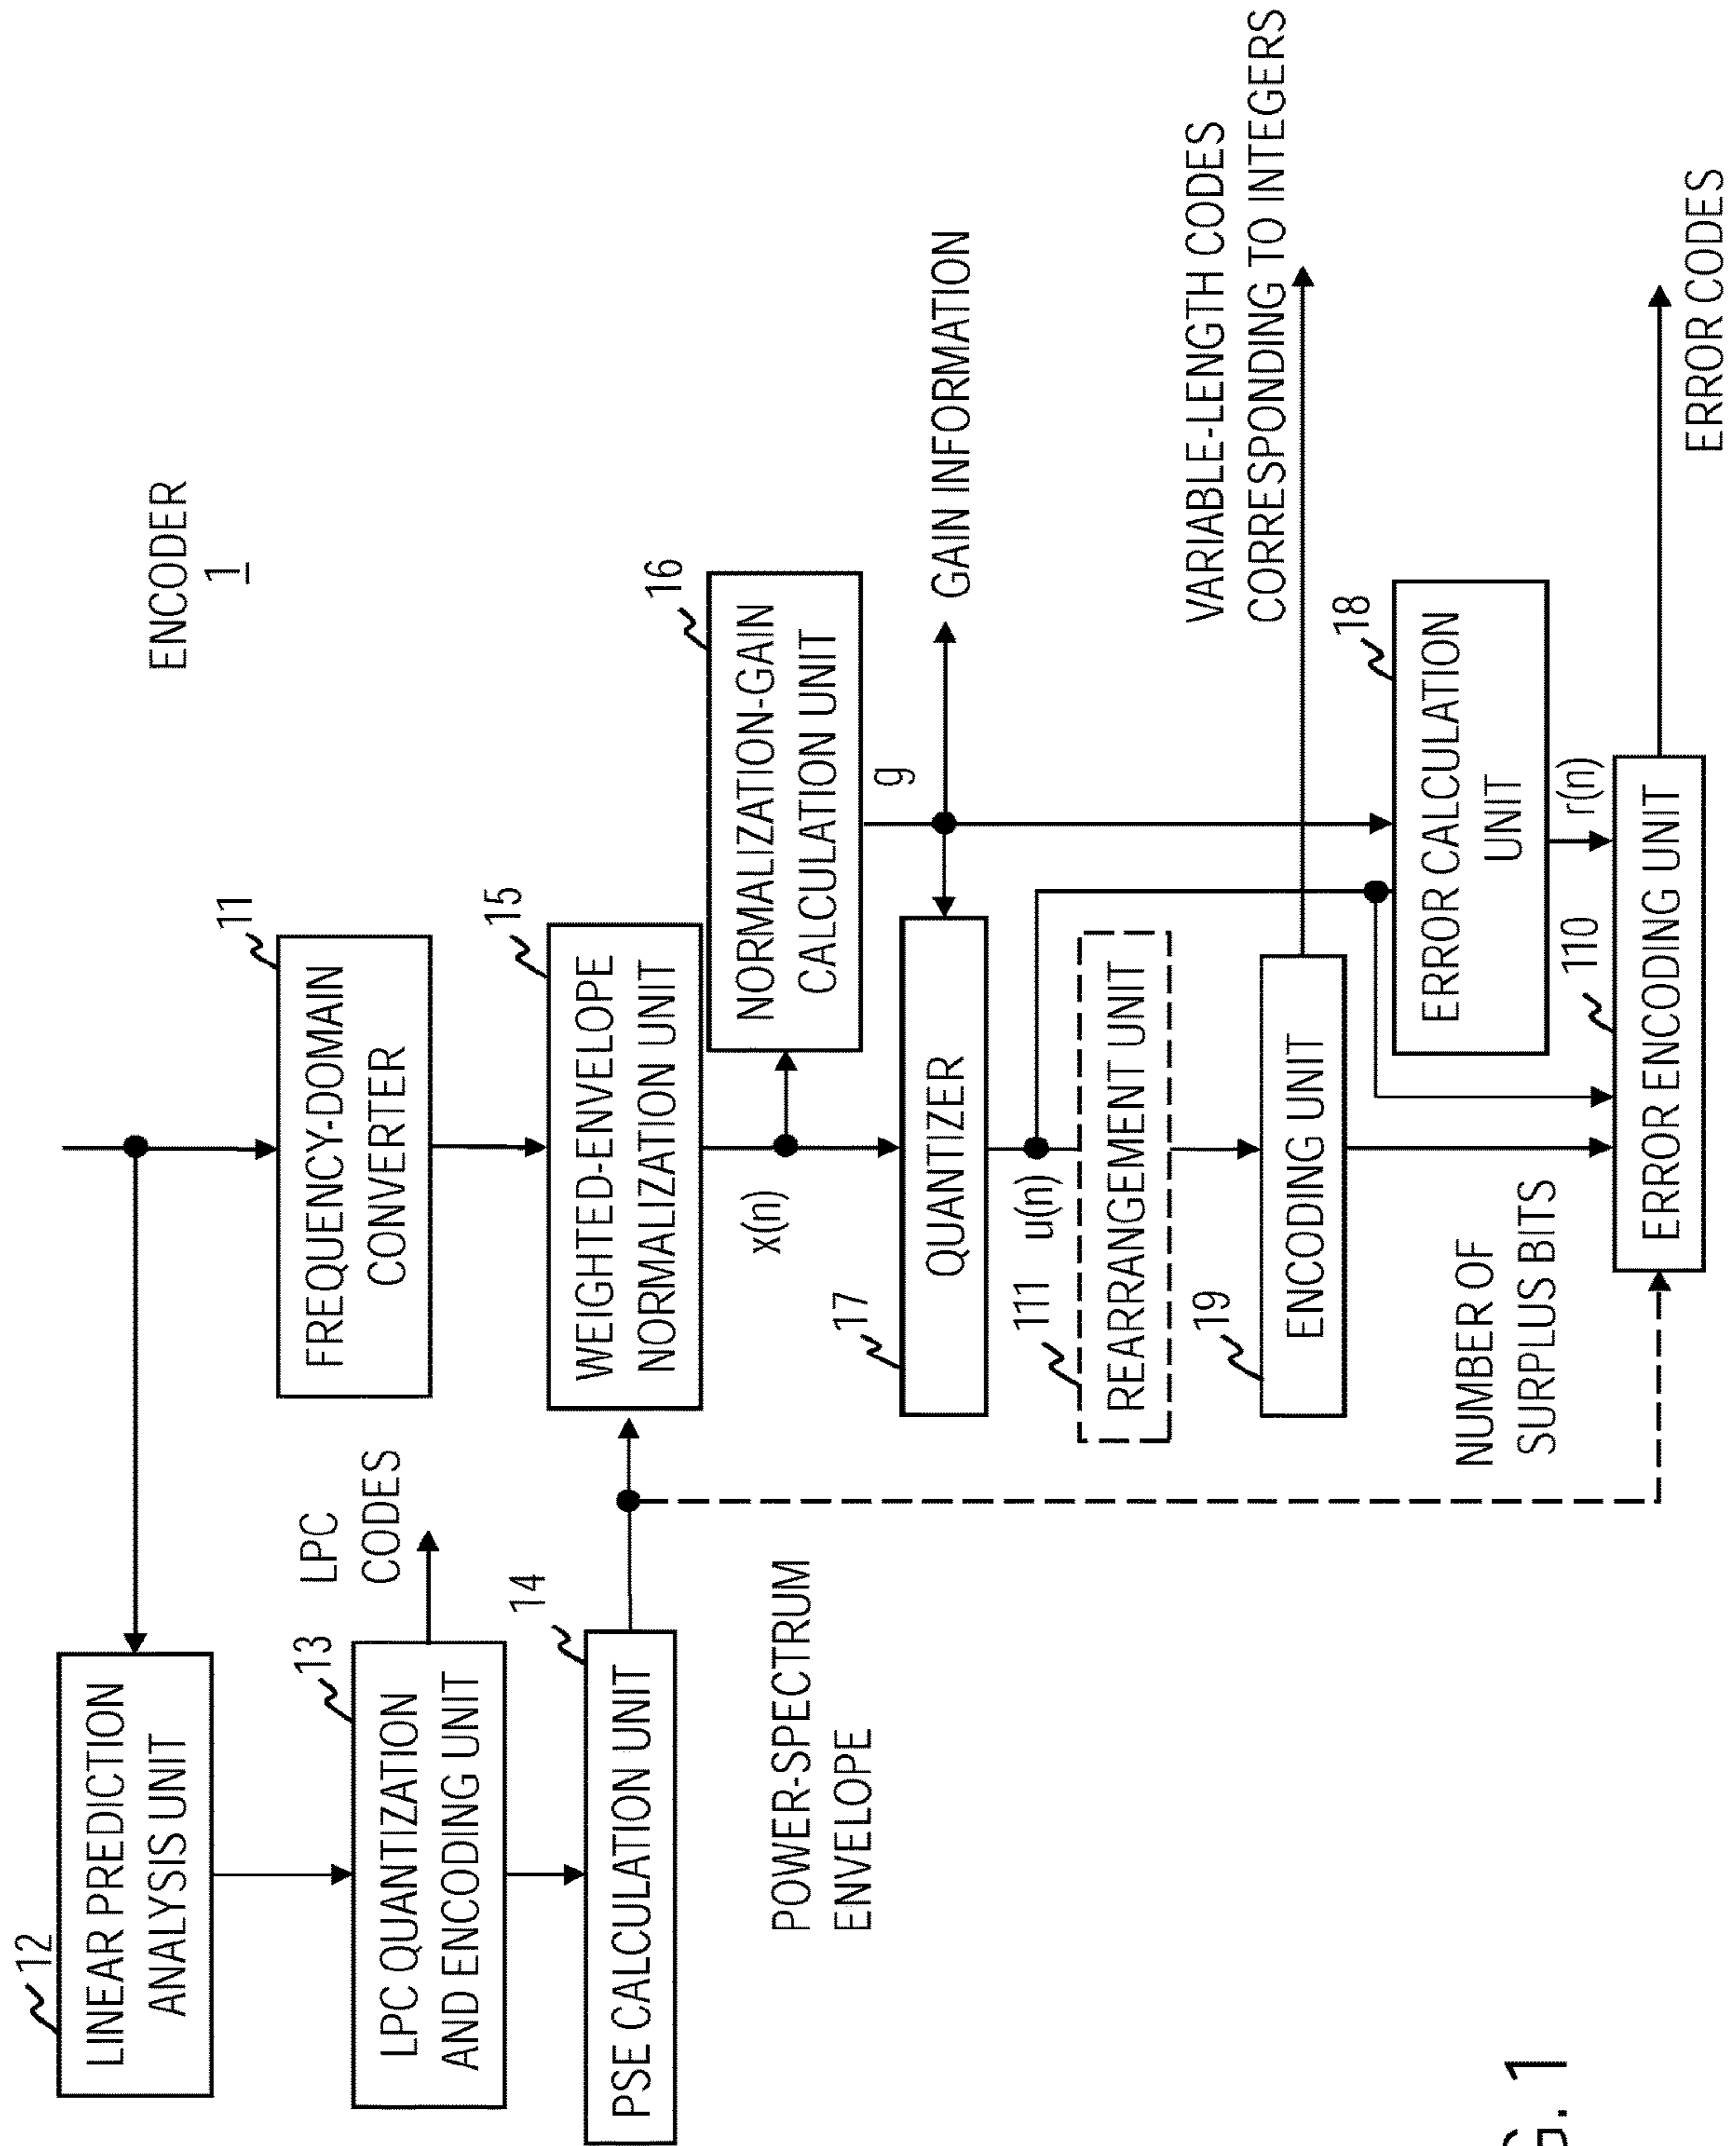 ENCODER
1
12
LINEAR PREDICTION
ANALYSIS UNIT
11
FREQUENCY-DOMAIN
CONVERTER
13
LPC QUANTIZATION
AND ENCODING UNIT
LPC
CODES
14
PSE CALCULATION UNIT
15
WEIGHTED-ENVELOPE
NORMALIZATION UNIT
16
NORMALIZATION-GAIN
CALCULATION UNIT
POWER-SPECTRUM
ENVELOPE
x(n)
g
17
QUANTIZER
GAIN INFORMATION
u(n)
111
REARRANGEMENT UNIT
19
ENCODING UNIT
VARIABLE-LENGTH CODES
CORRESPONDING TO INTEGERS
18
ERROR CALCULATION
UNIT
NUMBER OF
SURPLUS BITS
r(n)
110
ERROR ENCODING UNIT
ERROR CODES
G. 1